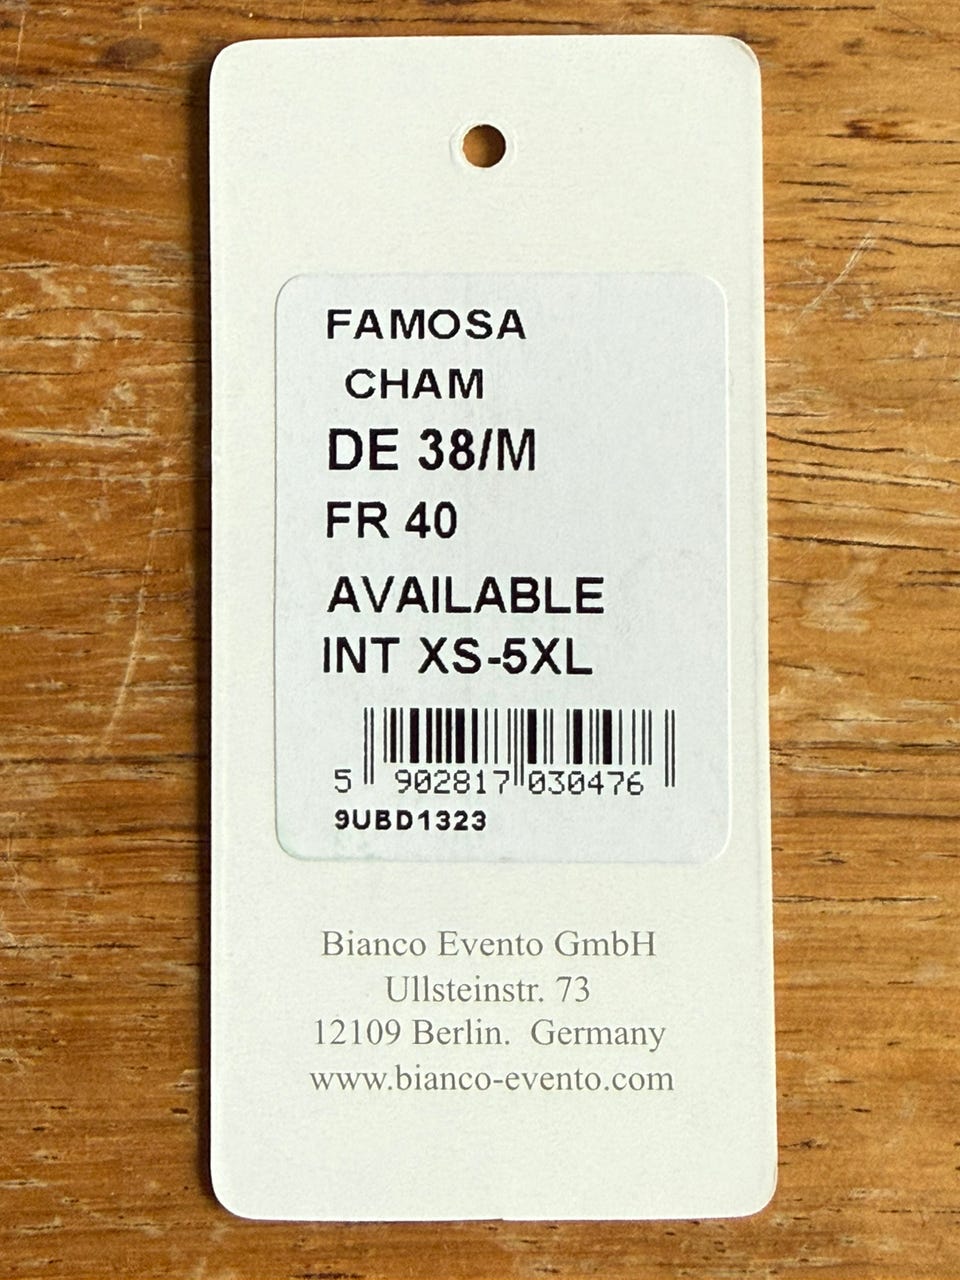 FAMOSA
CHAM
DE 38/M
FR 40
AVAILABLE
INT XS-5XL
5 902817 030476
9UBD1323
Bianco Evento GmbH
Ullsteinstr. 73
12109 Berlin. Germany
www.bianco-evento.com